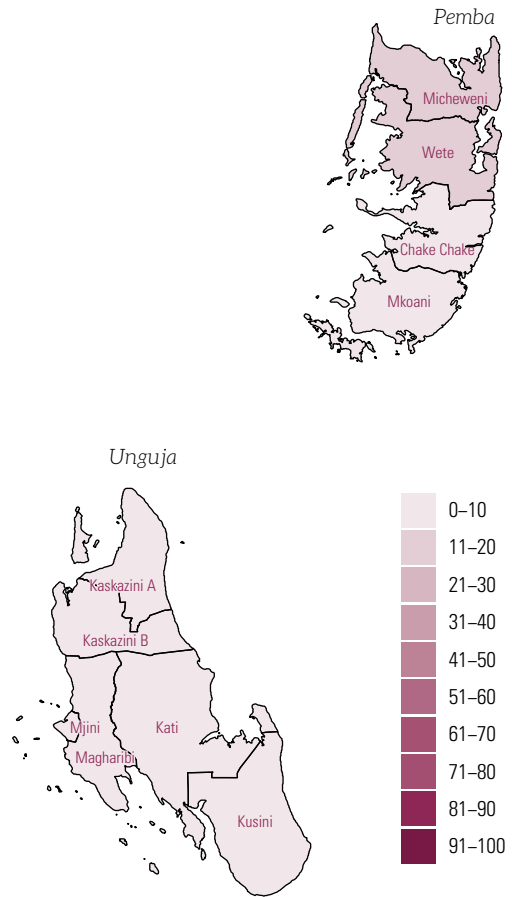 Pemba
Micheweni
Wete
Chake Chake
Mkoani
Unguja
Kaskazini A
Kaskazini B
Mjini
Kati
Magharibi
Kusini
0–10
11–20
21–30
31–40
41–50
51–60
61–70
71–80
81–90
91–100